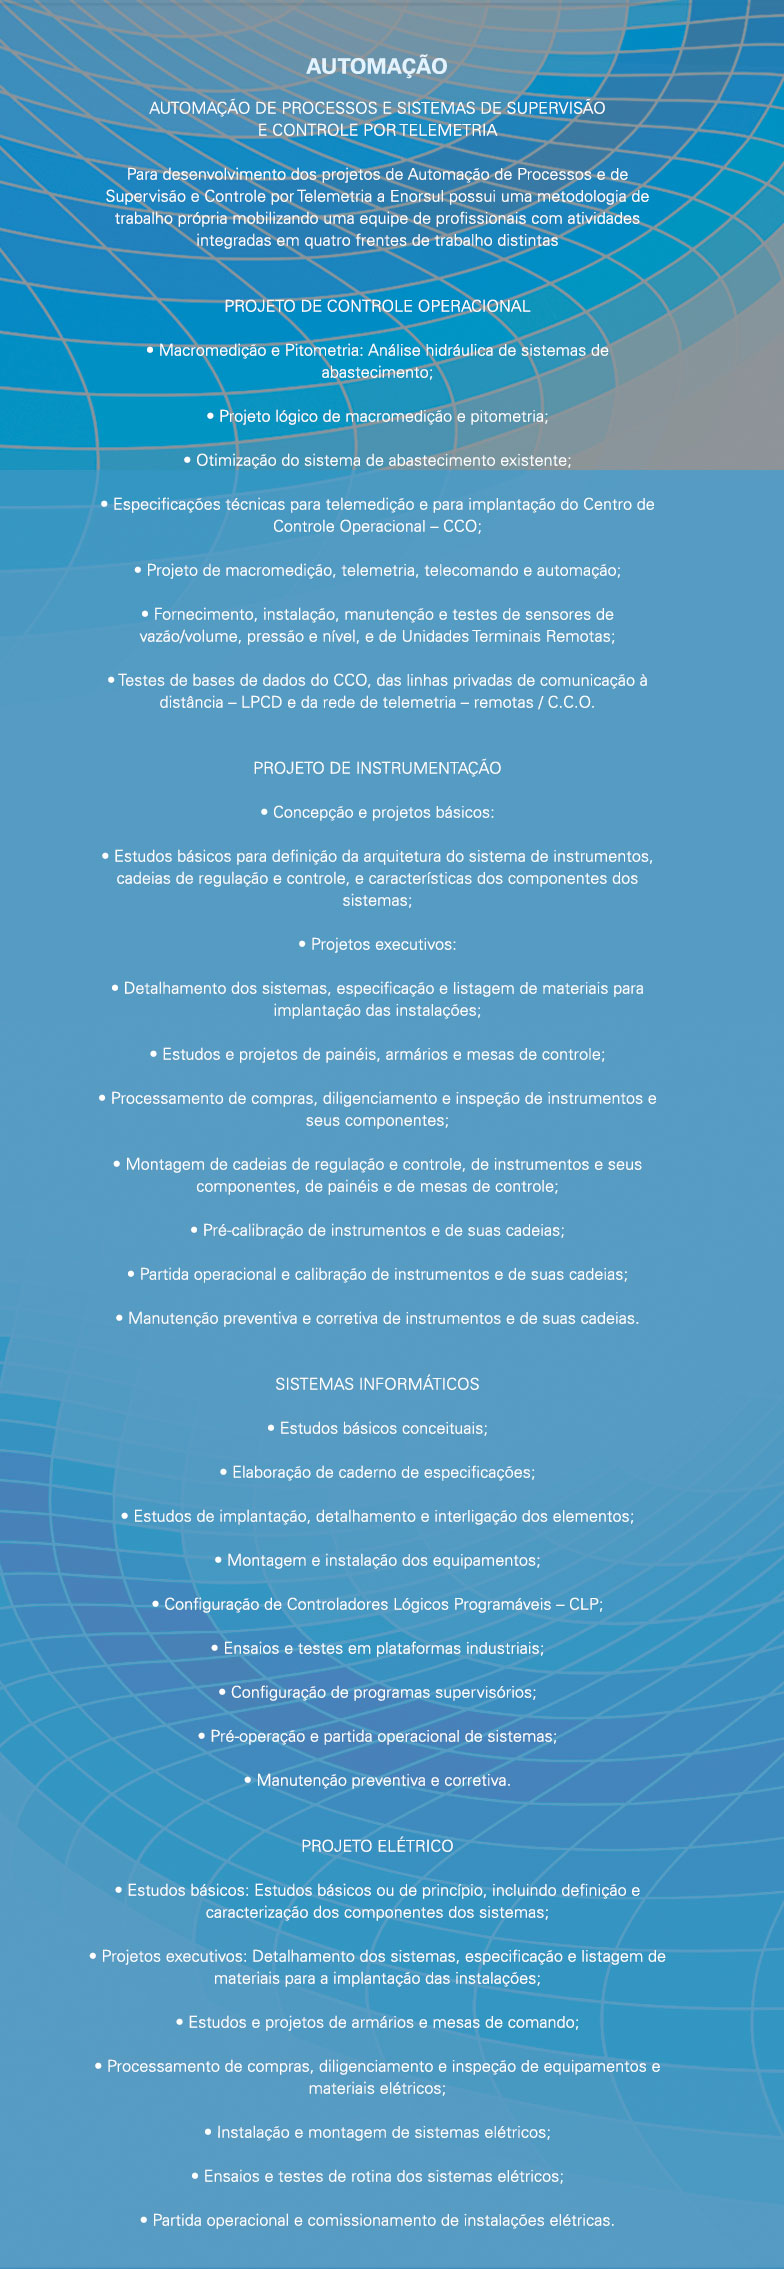 AUTOMAÇÃO
AUTOMAÇÃO DE PROCESSOS E SISTEMAS DE SUPERVISÃO
E CONTROLE POR TELEMETRIA
Para desenvolvimento dos projetos de Automação de Processos e de
Supervisão e Controle por Telemetria a Enorsul possui uma metodologia de
trabalho própria mobilizando uma equipe de profissionais com atividades
integradas em quatro frentes de trabalho distintas
PROJETO DE CONTROLE OPERACIONAL
• Macromedição e Pitometria: Análise hidráulica de sistemas de
abastecimento;
• Projeto lógico de macromedição e pitometria;
• Otimização do sistema de abastecimento existente;
• Especificações técnicas para telemedição e para implantação do Centro de
Controle Operacional – CCO;
• Projeto de macromedição, telemetria, telecomando e automação;
• Fornecimento, instalação, manutenção e testes de sensores de
vazão/volume, pressão e nível, e de Unidades Terminais Remotas;
• Testes de bases de dados do CCO, das linhas privadas de comunicação à
distância – LPCD e da rede de telemetria – remotas / C.C.O.
PROJETO DE INSTRUMENTAÇÃO
• Concepção e projetos básicos:
• Estudos básicos para definição da arquitetura do sistema de instrumentos,
cadeias de regulação e controle, e características dos componentes dos
sistemas;
• Projetos executivos:
• Detalhamento dos sistemas, especificação e listagem de materiais para
implantação das instalações;
• Estudos e projetos de painéis, armários e mesas de controle;
• Processamento de compras, diligenciamento e inspeção de instrumentos e
seus componentes;
• Montagem de cadeias de regulação e controle, de instrumentos e seus
componentes, de painéis e de mesas de controle;
• Pré-calibração de instrumentos e de suas cadeias;
• Partida operacional e calibração de instrumentos e de suas cadeias;
• Manutenção preventiva e corretiva de instrumentos e de suas cadeias.
SISTEMAS INFORMÁTICOS
• Estudos básicos conceituais;
• Elaboração de caderno de especificações;
• Estudos de implantação, detalhamento e interligação dos elementos;
• Montagem e instalação dos equipamentos;
• Configuração de Controladores Lógicos Programáveis – CLP;
• Ensaios e testes em plataformas industriais;
• Configuração de programas supervisórios;
• Pré-operação e partida operacional de sistemas;
• Manutenção preventiva e corretiva.
PROJETO ELÉTRICO
• Estudos básicos: Estudos básicos ou de princípio, incluindo definição e
caracterização dos componentes dos sistemas;
• Projetos executivos: Detalhamento dos sistemas, especificação e listagem de
materiais para a implantação das instalações;
• Estudos e projetos de armários e mesas de comando;
• Processamento de compras, diligenciamento e inspeção de equipamentos e
materiais elétricos;
• Instalação e montagem de sistemas elétricos;
• Ensaios e testes de rotina dos sistemas elétricos;
• Partida operacional e comissionamento de instalações elétricas.